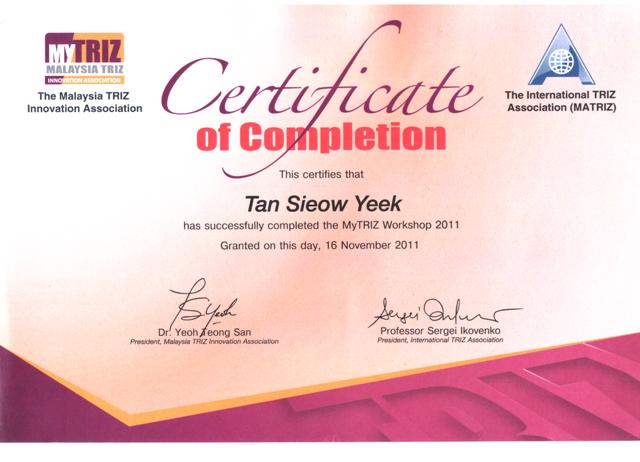 MyTRIZ
MALAYSIA TRIZ
INNOVATION ASSOCIATION
The Malaysia TRIZ
Innovation Association
The International TRIZ
Association (MATRIZ)
Certificate
of Completion
This certifies that
Tan Sieow Yeek
has successfully completed the MyTRIZ Workshop 2011
Granted on this day, 16 November 2011
Dr. Yeoh Teong San
President, Malaysia TRIZ Innovation Association
Professor Sergei Ikovenko
President, International TRIZ Association
TRIZ